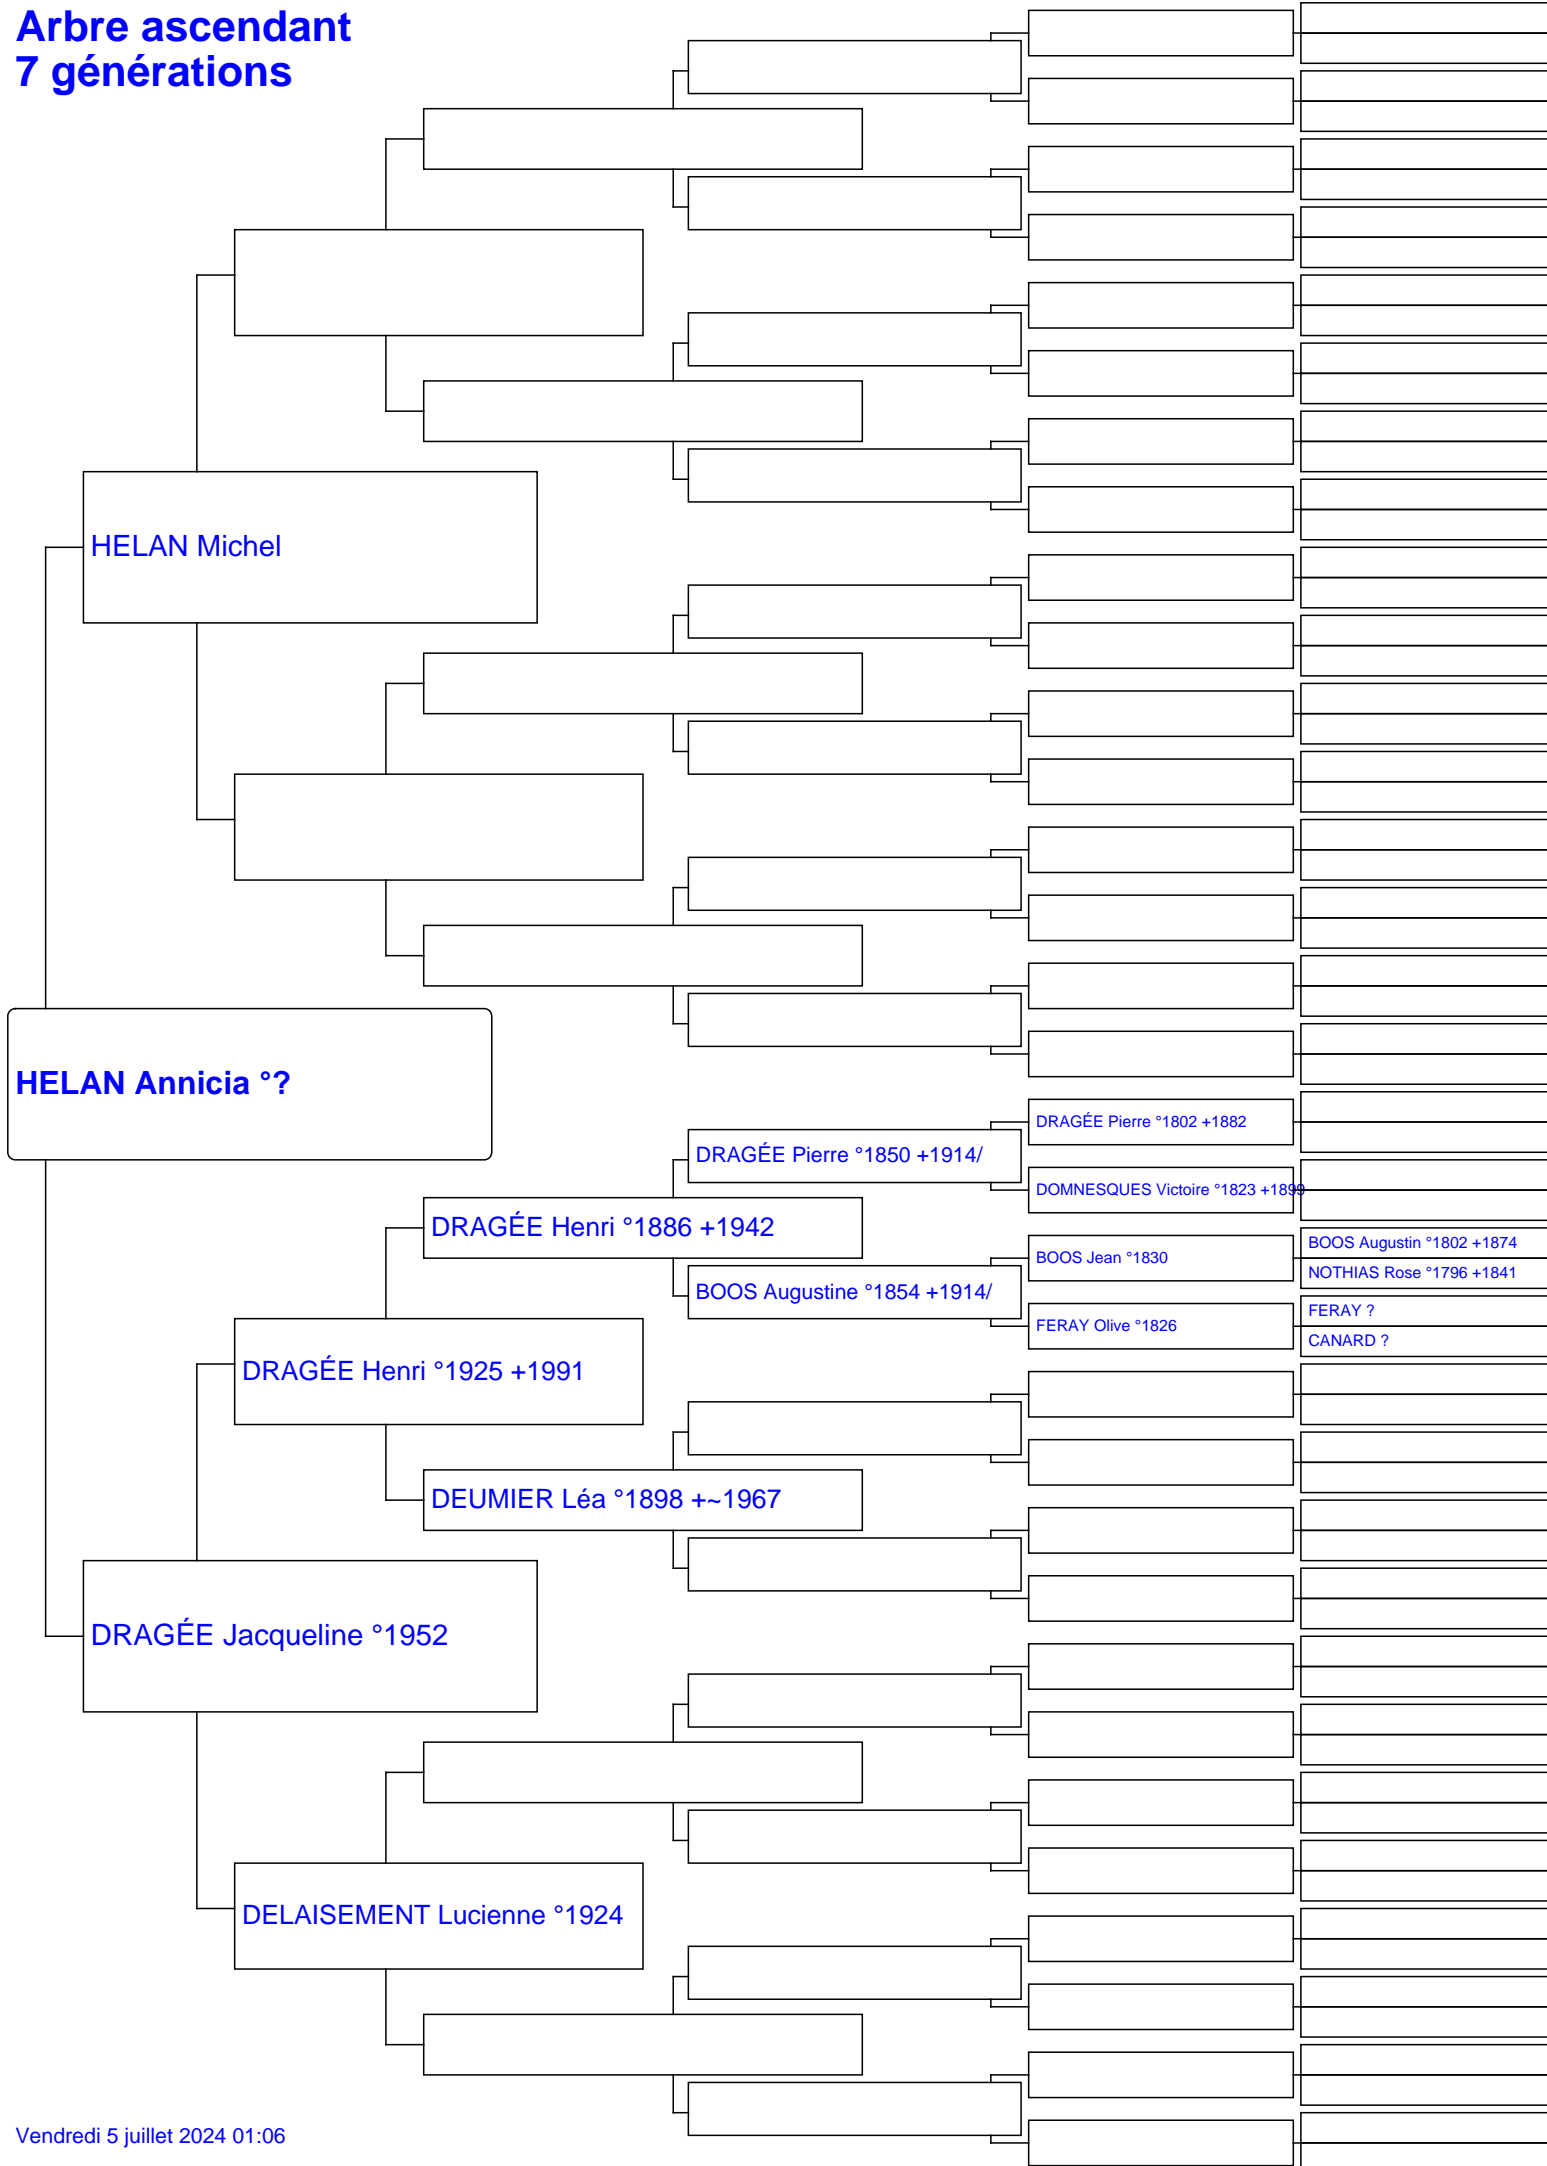 Arbre ascendant
7 générations
HELAN Michel
HELAN Annicia °?
DRAGÉE Pierre °1802 +1882
DRAGÉE Pierre °1850 +1914/
DOMNESQUES Victoire °1823 +1899
DRAGÉE Henri °1886 +1942
BOOS Augustin °1802 +1874
BOOS Jean °1830
NOTHIAS Rose °1796 +1841
BOOS Augustine °1854 +1914/
FERAY ?
FERAY Olive °1826
CANARD ?
DRAGÉE Henri °1925 +1991
DEUMIER Léa °1898 +~1967
DRAGÉE Jacqueline °1952
DELAISEMENT Lucienne °1924
Vendredi 5 juillet 2024 01:06